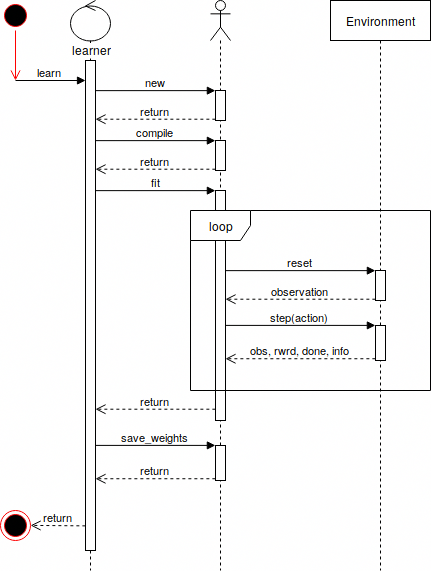 learner
Environment
learn
new
return
compile
return
fit
loop
reset
observation
step(action)
obs, rwrd, done, info
return
save_weights
return
return